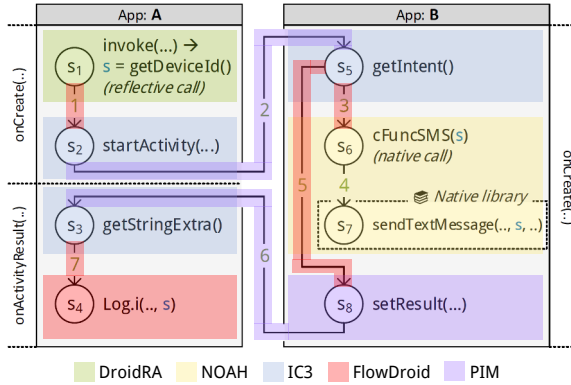 App: A
onCreate(..)
s1
invoke(...) →
s = getDeviceId()
(reflective call)
1
s2
startActivity(...)
2
onActivityResult(..)
s3
getStringExtra()
7
s4
Log.i(.., s)
6
App: B
onCreate(..)
s5
getIntent()
3
s6
cFuncSMS(s)
(native call)
4
5
Native library
s7
sendTextMessage(.., s, ..)
s8
setResult(...)
DroidRA
NOAH
IC3
FlowDroid
PIM